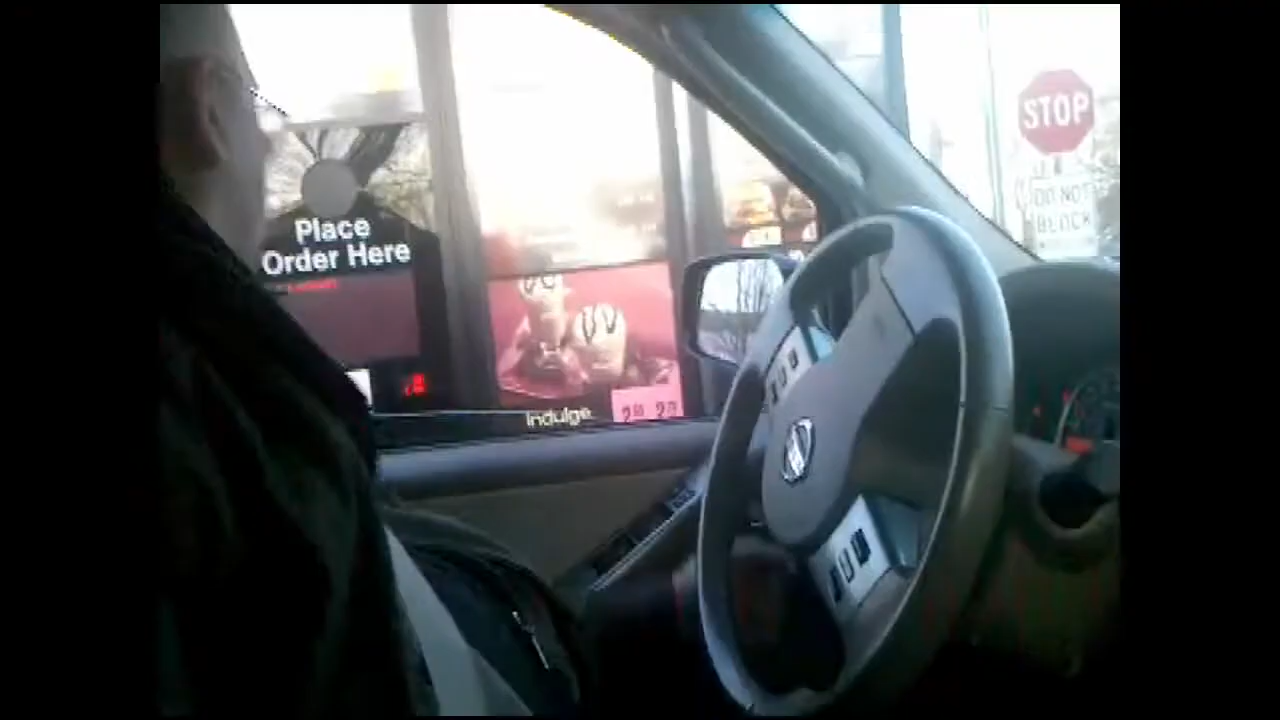 Place
Order Here
STOP
DO NOT
BLOCK
Indulge